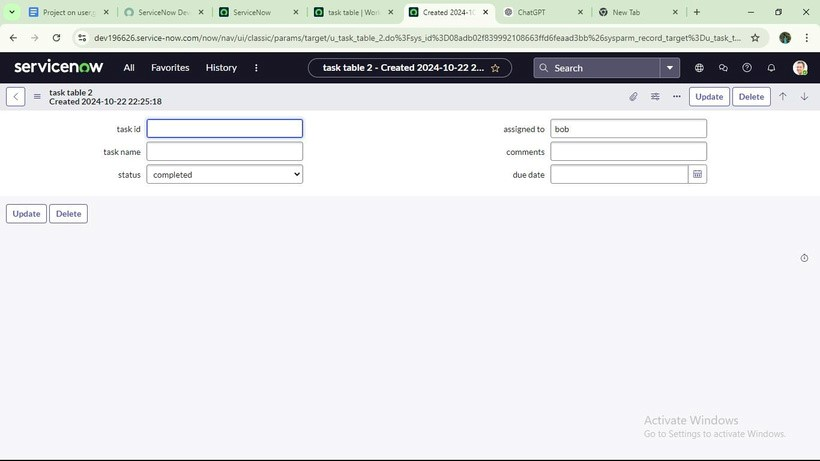 Project on user,g
ServiceNow Dev
ServiceNow
task table | Wor
Created 2024-10
ChatGPT
New Tab
dev196626.service-now.com/now/nav/ui/classic/params/target/u_task_table_2.do%3Fsys_id%3D08adb02f839992108663ffd6feaad3bb%26sysparm_record_target%3Du_task_t...
servicenow All Favorites History task table 2 - Created 2024-10-22 2... Search
task table 2
Created 2024-10-22 22:25:18
Update Delete
task id
assigned to bob
task name
comments
status completed
due date
Update Delete
Activate Windows
Go to Settings to activate Windows.